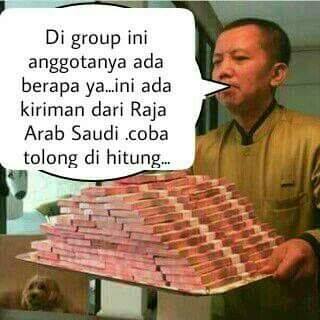 Di group ini
anggotanya ada
berapa ya...ini ada
kiriman dari Raja
Arab Saudi .coba
tolong di hitung...